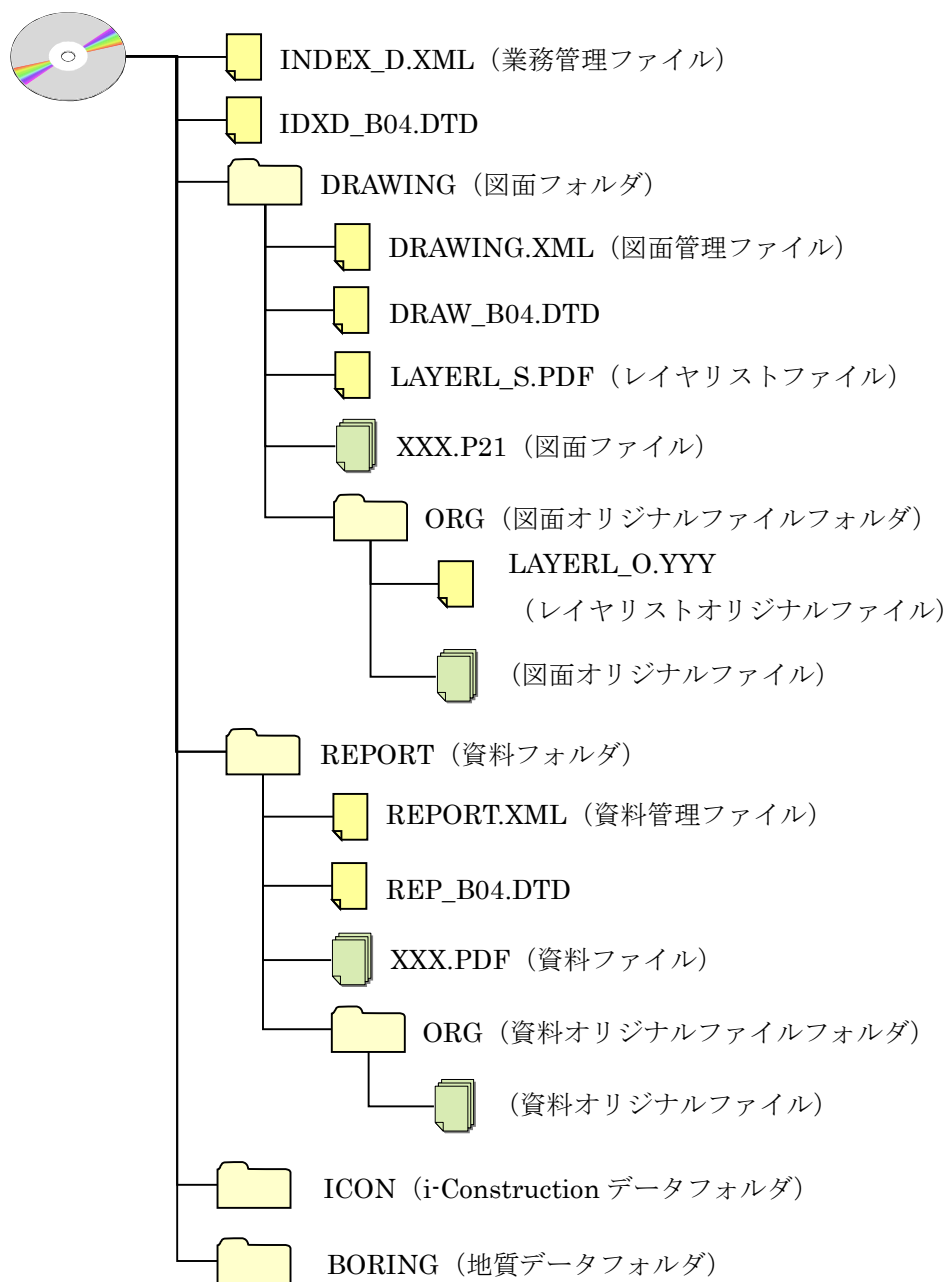 INDEX_D.XML（業務管理ファイル）
IDXD_B04.DTD
DRAWING（図面フォルダ）
DRAWING.XML（図面管理ファイル）
DRAW_B04.DTD
LAYERL_S.PDF（レイヤリストファイル）
XXX.P21（図面ファイル）
ORG（図面オリジナルファイルフォルダ）
LAYERL_O.YYY
（レイヤリストオリジナルファイル）
（図面オリジナルファイル）
REPORT（資料フォルダ）
REPORT.XML（資料管理ファイル）
REP_B04.DTD
XXX.PDF（資料ファイル）
ORG（資料オリジナルファイルフォルダ）
（資料オリジナルファイル）
ICON（i-Construction データフォルダ）
BORING（地質データフォルダ）